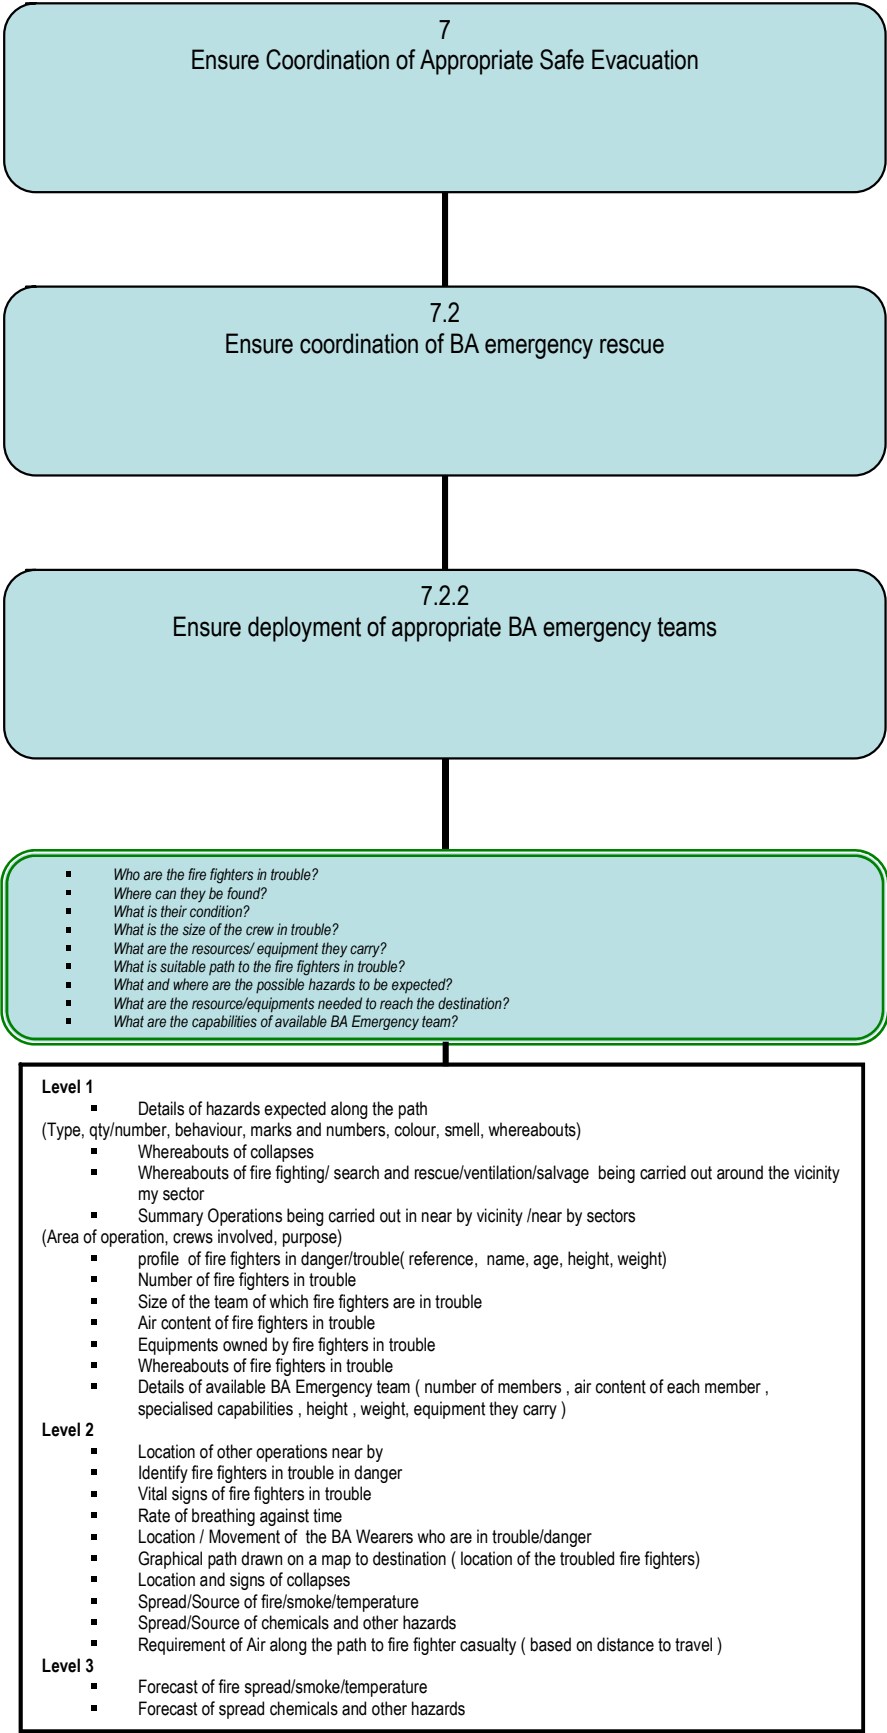 7
Ensure Coordination of Appropriate Safe Evacuation
7.2
Ensure coordination of BA emergency rescue
7.2.2
Ensure deployment of appropriate BA emergency teams
▪ Who are the fire fighters in trouble?
▪ Where can they be found?
▪ What is their condition?
▪ What is the size of the crew in trouble?
▪ What are the resources/ equipment they carry?
▪ What is suitable path to the fire fighters in trouble?
▪ What and where are the possible hazards to be expected?
▪ What are the resource/equipments needed to reach the destination?
▪ What are the capabilities of available BA Emergency team?
Level 1
▪ Details of hazards expected along the path
(Type, qty/number, behaviour, marks and numbers, colour, smell, whereabouts)
▪ Whereabouts of collapses
▪ Whereabouts of fire fighting/ search and rescue/ventilation/salvage being carried out around the vicinity
my sector
▪ Summary Operations being carried out in near by vicinity /near by sectors
(Area of operation, crews involved, purpose)
▪ profile of fire fighters in danger/trouble( reference, name, age, height, weight)
▪ Number of fire fighters in trouble
▪ Size of the team of which fire fighters are in trouble
▪ Air content of fire fighters in trouble
▪ Equipments owned by fire fighters in trouble
▪ Whereabouts of fire fighters in trouble
▪ Details of available BA Emergency team ( number of members , air content of each member ,
specialised capabilities , height , weight, equipment they carry )
Level 2
▪ Location of other operations near by
▪ Identify fire fighters in trouble in danger
▪ Vital signs of fire fighters in trouble
▪ Rate of breathing against time
▪ Location / Movement of the BA Wearers who are in trouble/danger
▪ Graphical path drawn on a map to destination ( location of the troubled fire fighters)
▪ Location and signs of collapses
▪ Spread/Source of fire/smoke/temperature
▪ Spread/Source of chemicals and other hazards
▪ Requirement of Air along the path to fire fighter casualty ( based on distance to travel )
Level 3
▪ Forecast of fire spread/smoke/temperature
▪ Forecast of spread chemicals and other hazards